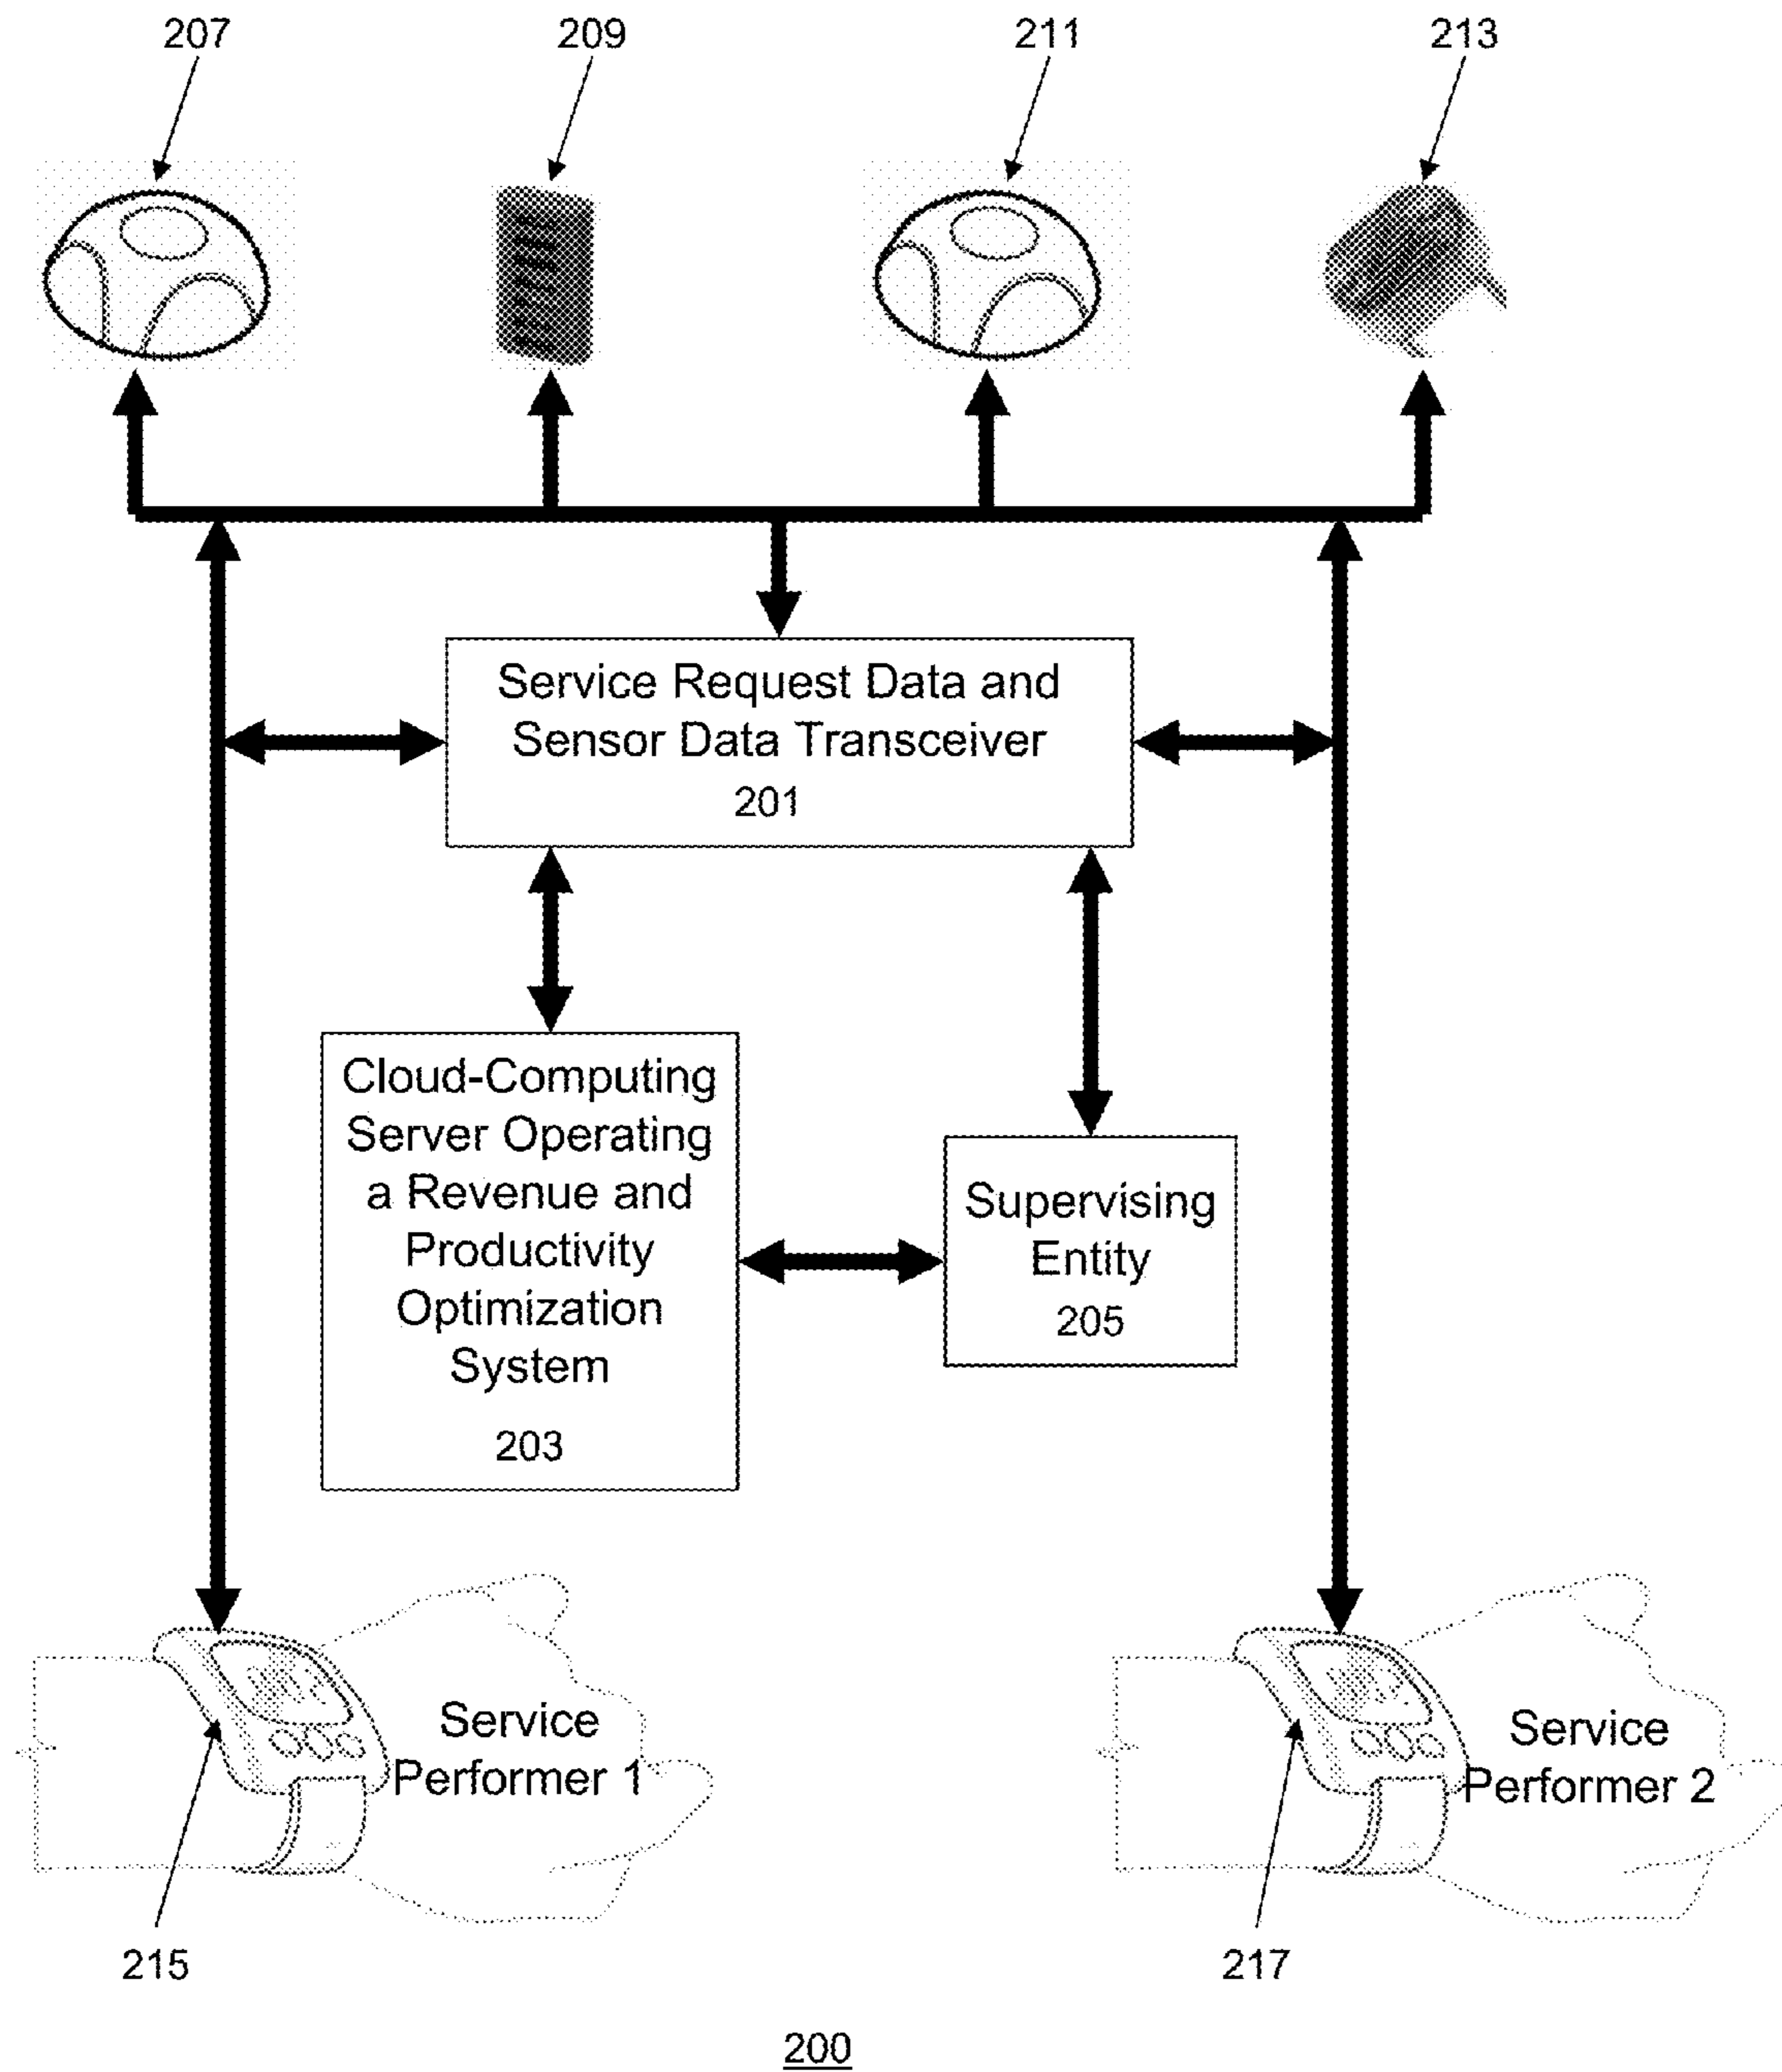 207
209
211
213
Service Request Data and
Sensor Data Transceiver
201
Cloud-Computing
Server Operating
a Revenue and
Productivity
Optimization
System
203
Supervising
Entity
205
Service
Performer 1
Service
Performer 2
215
217
200